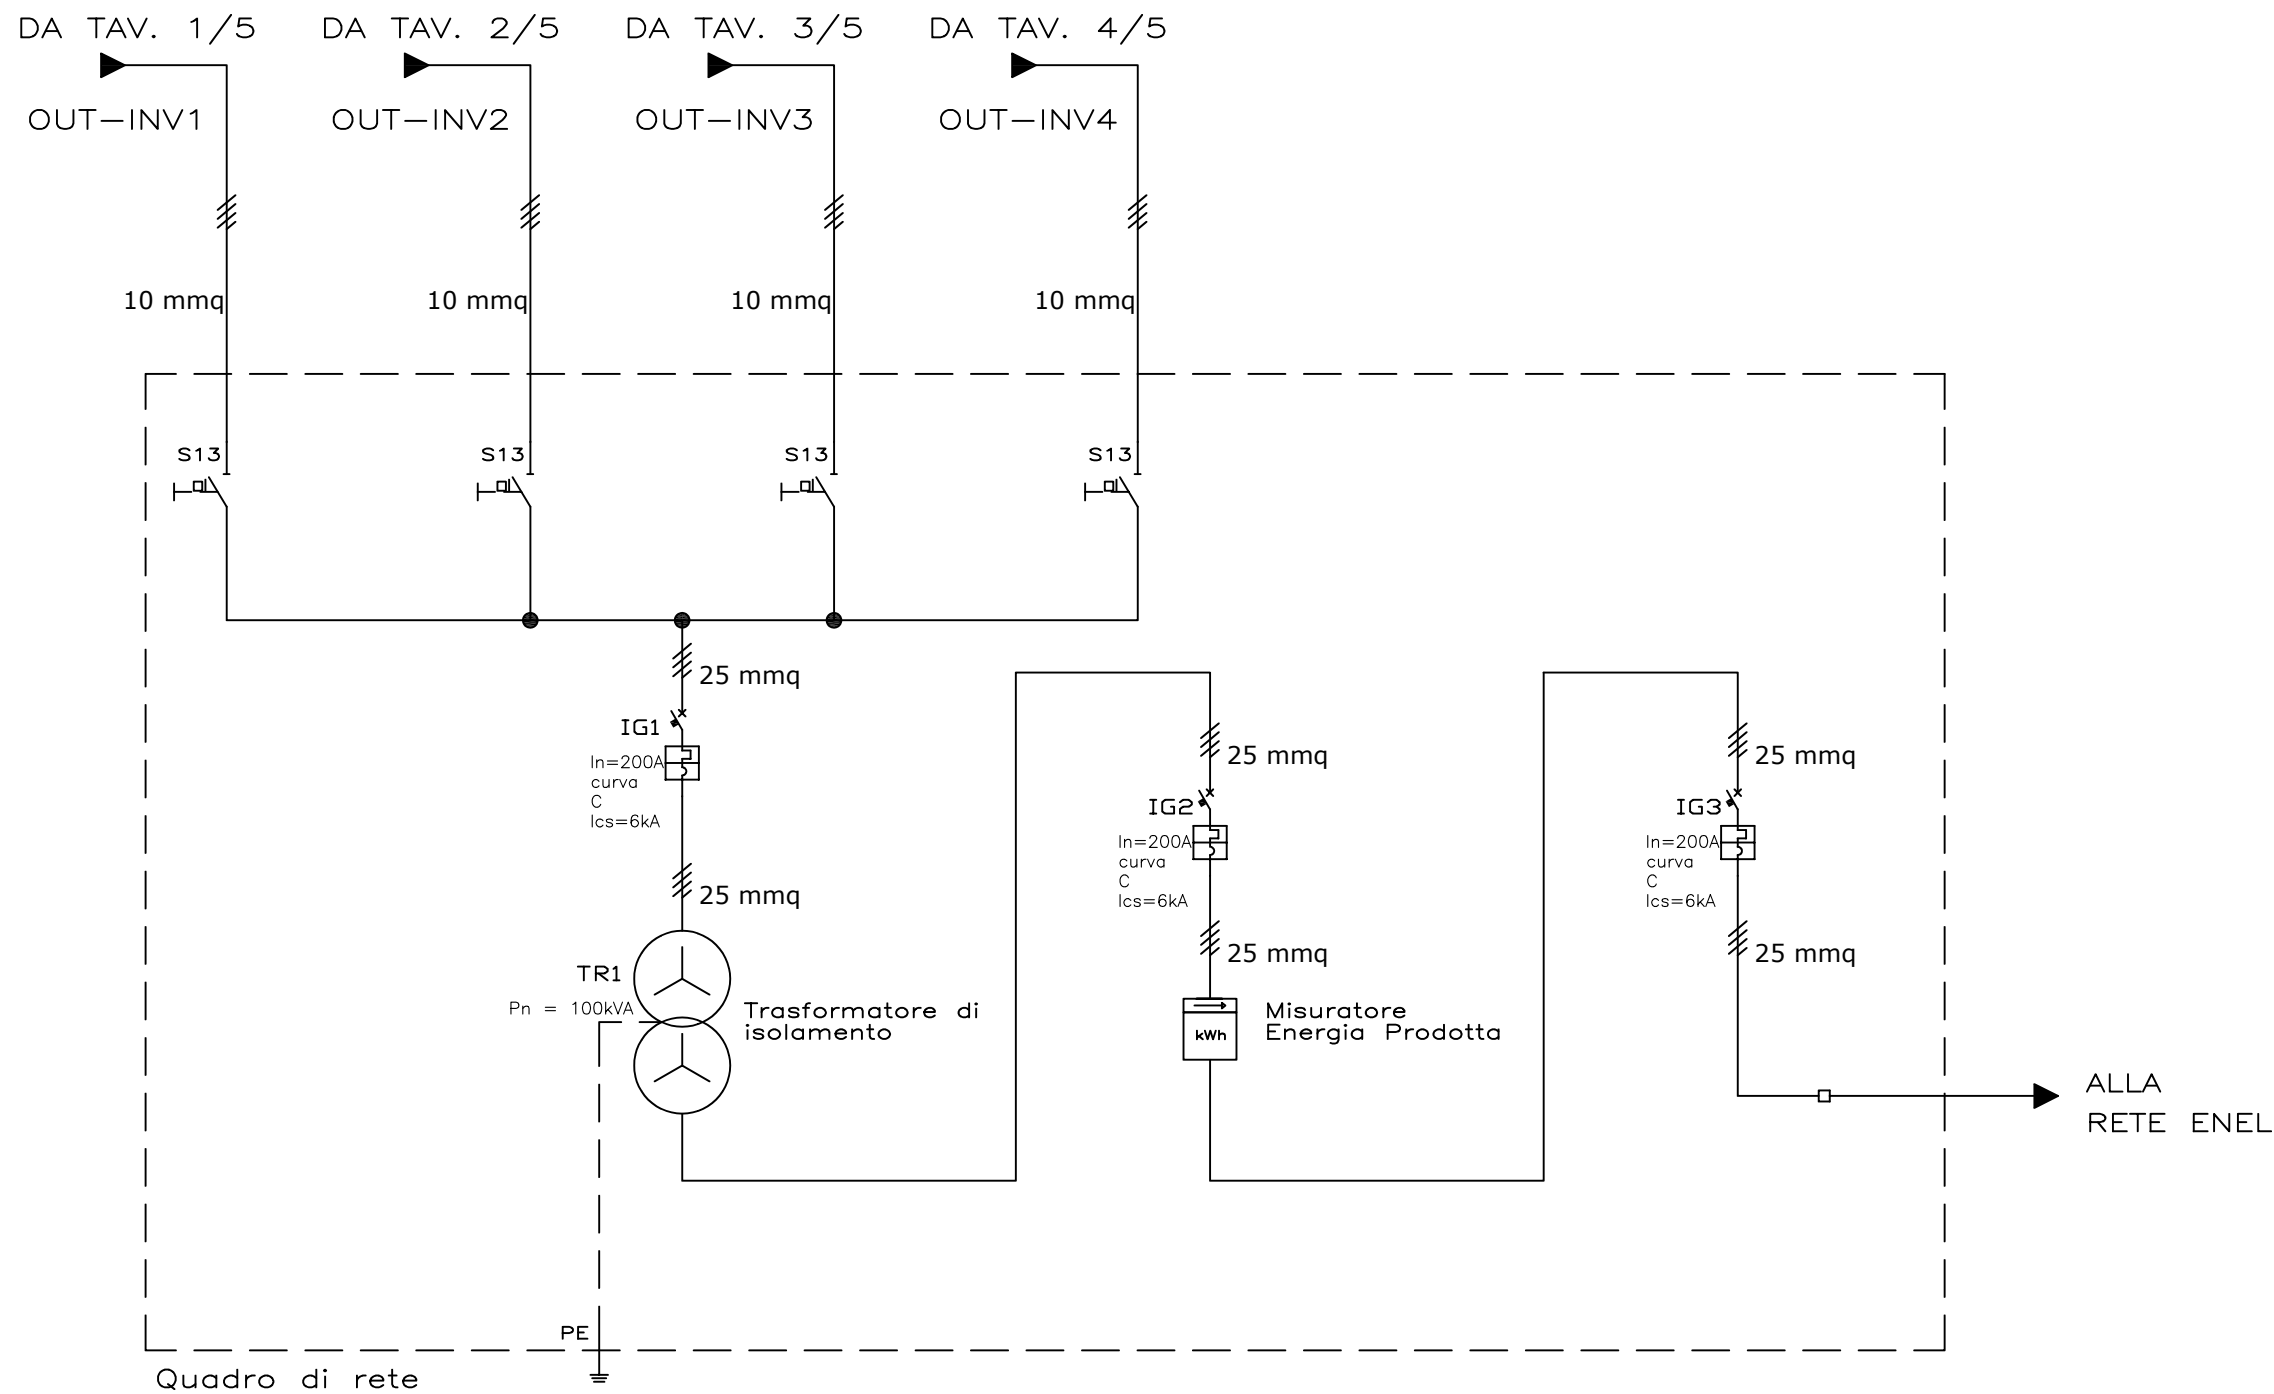 DA TAV. 1/5
DA TAV. 2/5
DA TAV. 3/5
DA TAV. 4/5
OUT-INV1
OUT-INV2
OUT-INV3
OUT-INV4
10 mmq
10 mmq
10 mmq
10 mmq
S13
S13
S13
S13
25 mmq
IG1
In=200A
curva
C
Ics=6kA
25 mmq
TR1
Pn = 100kVA
Trasformatore di
isolamento
25 mmq
IG2
In=200A
curva
C
Ics=6kA
25 mmq
Misuratore
Energia Prodotta
kWh
25 mmq
IG3
In=200A
curva
C
Ics=6kA
25 mmq
ALLA
RETE ENEL
PE
Quadro di rete